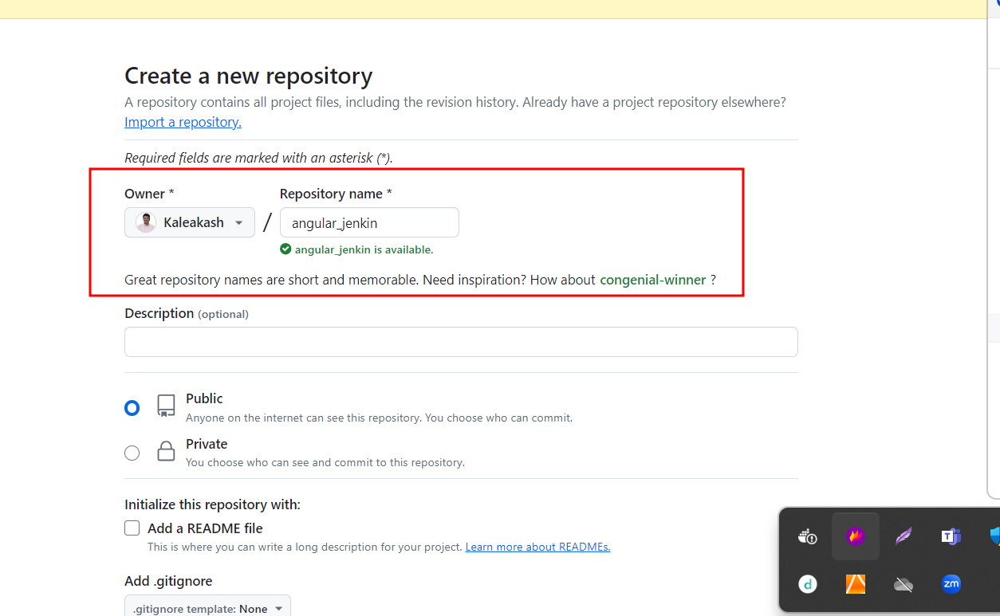 Create a new repository
A repository contains all project files, including the revision history. Already have a project repository elsewhere?
Import a repository.
Required fields are marked with an asterisk (*).
Owner * Repository name *
Kaleakash / angular_jenkin
angular_jenkin is available.
Great repository names are short and memorable. Need inspiration? How about congenial-winner ?
Description (optional)
Public
Anyone on the internet can see this repository. You choose who can commit.
Private
You choose who can see and commit to this repository.
Initialize this repository with:
Add a README file
This is where you can write a long description for your project. Learn more about READMEs.
Add .gitignore
.gitignore template: None
T
d
zm